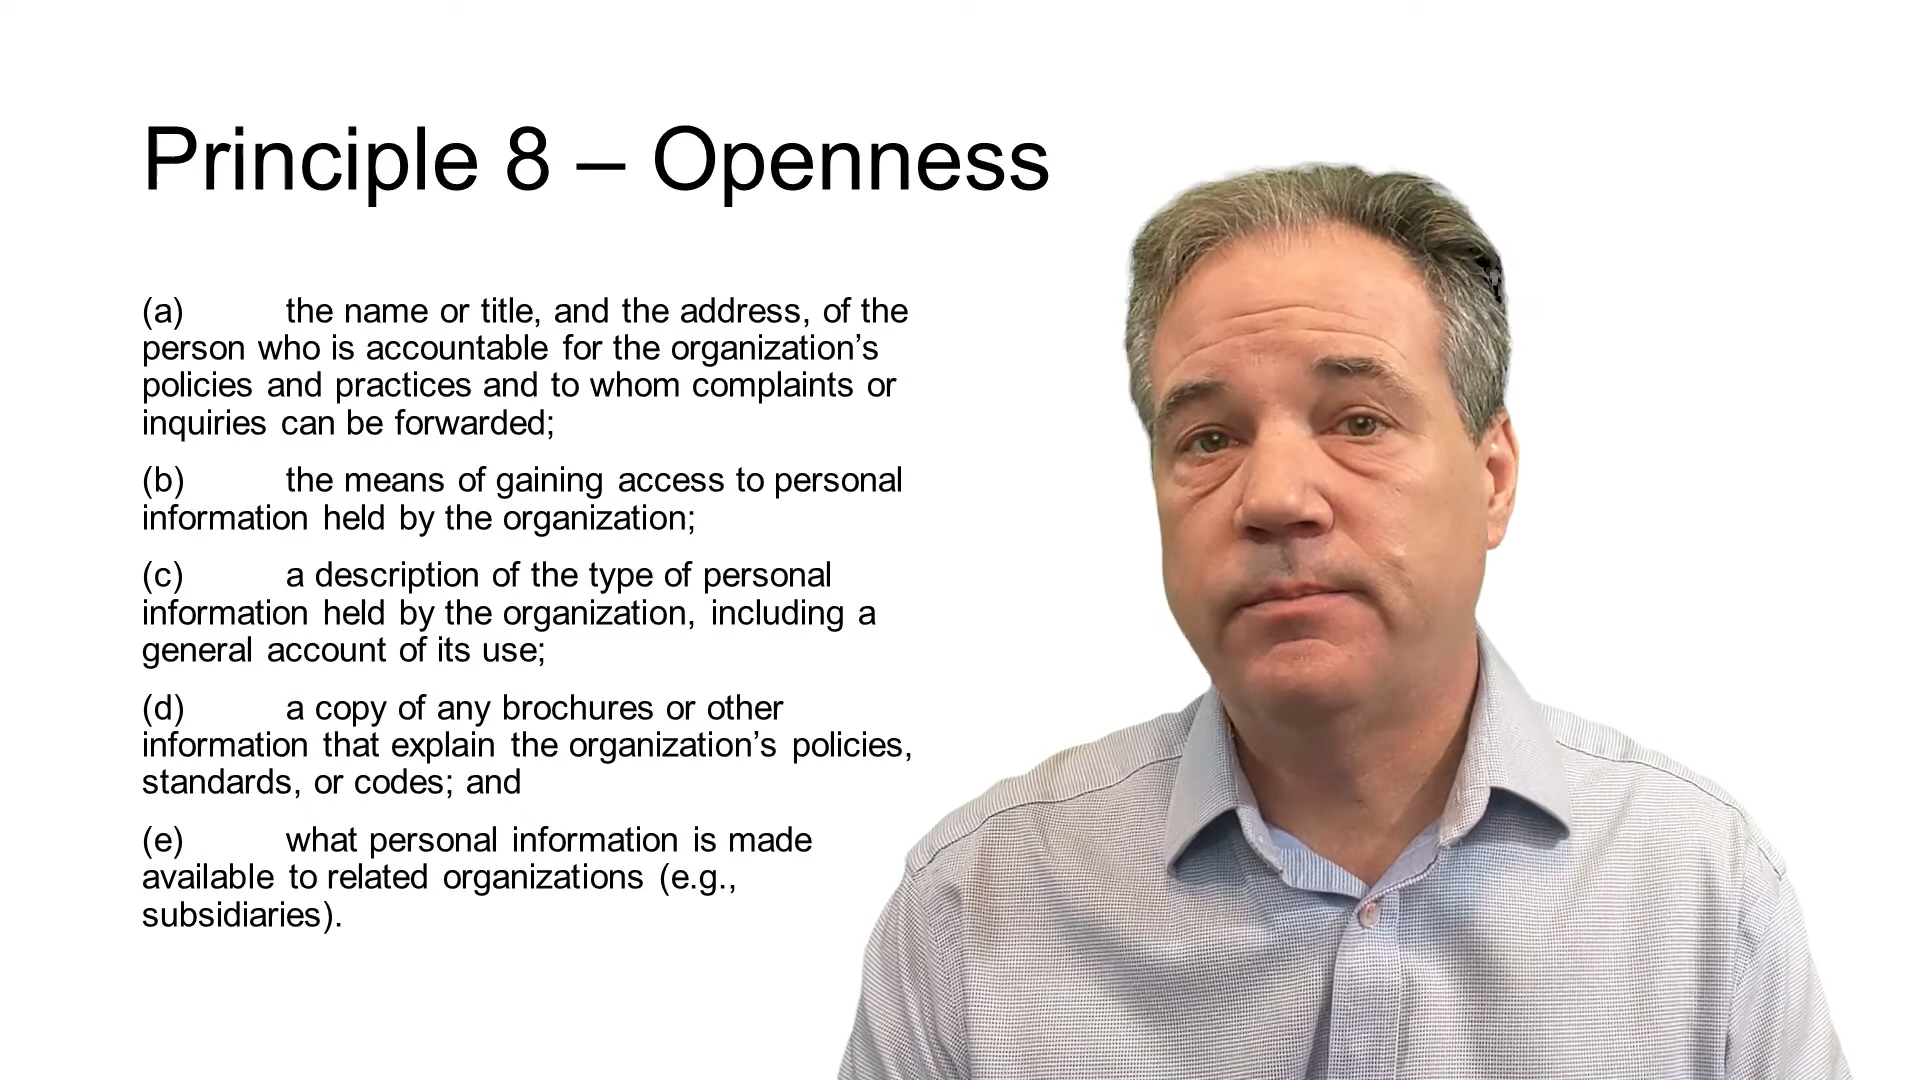 Principle 8 – Openness
(a) the name or title, and the address, of the
person who is accountable for the organization’s
policies and practices and to whom complaints or
inquiries can be forwarded;
(b) the means of gaining access to personal
information held by the organization;
(c) a description of the type of personal
information held by the organization, including a
general account of its use;
(d) a copy of any brochures or other
information that explain the organization’s policies,
standards, or codes; and
(e) what personal information is made
available to related organizations (e.g.,
subsidiaries).